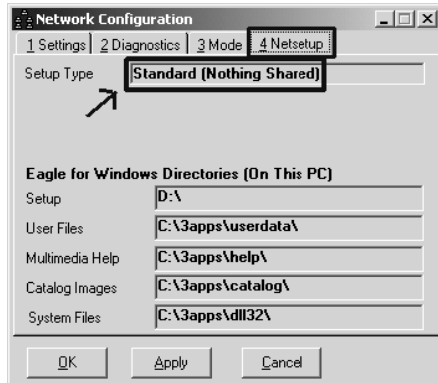 Network Configuration
1 Settings 2 Diagnostics 3 Mode 4 Netsetup
Setup Type Standard (Nothing Shared)
Eagle for Windows Directories (On This PC)
Setup D:\
User Files C:\3apps\userdata\
Multimedia Help C:\3apps\help\
Catalog Images C:\3apps\catalog\
System Files C:\3apps\dll32\
OK Apply Cancel